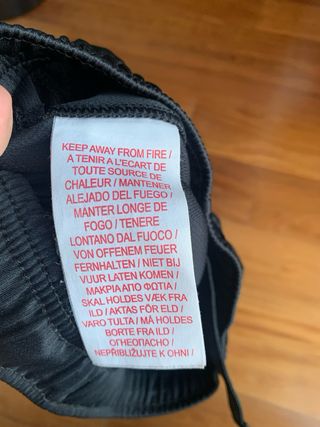 KEEP AWAY FROM FIRE /
A TENIR A L'ECART DE
TOUTE SOURCE DE
CHALEUR / MANTENER
ALEJADO DEL FUEGO /
MANTER LONGE DE
FOGO / TENERE
LONTANO DAL FUOCO /
VON OFFENEM FEUER
FERNHALTEN / NIET BIJ
VUUR LATEN KOMEN /
ΜΑΚΡΙΑ ΑΠΟ ΦΩΤΙΑ /
SKAL HOLDES VÆK FRA
ILD / AKTAS FÖR ELD /
VARO TULTA / MÅ HOLDES
BORTE FRA ILD /
ОГНЕОПАСНО /
NEPŘIBLIŽUJTE K OHNI /